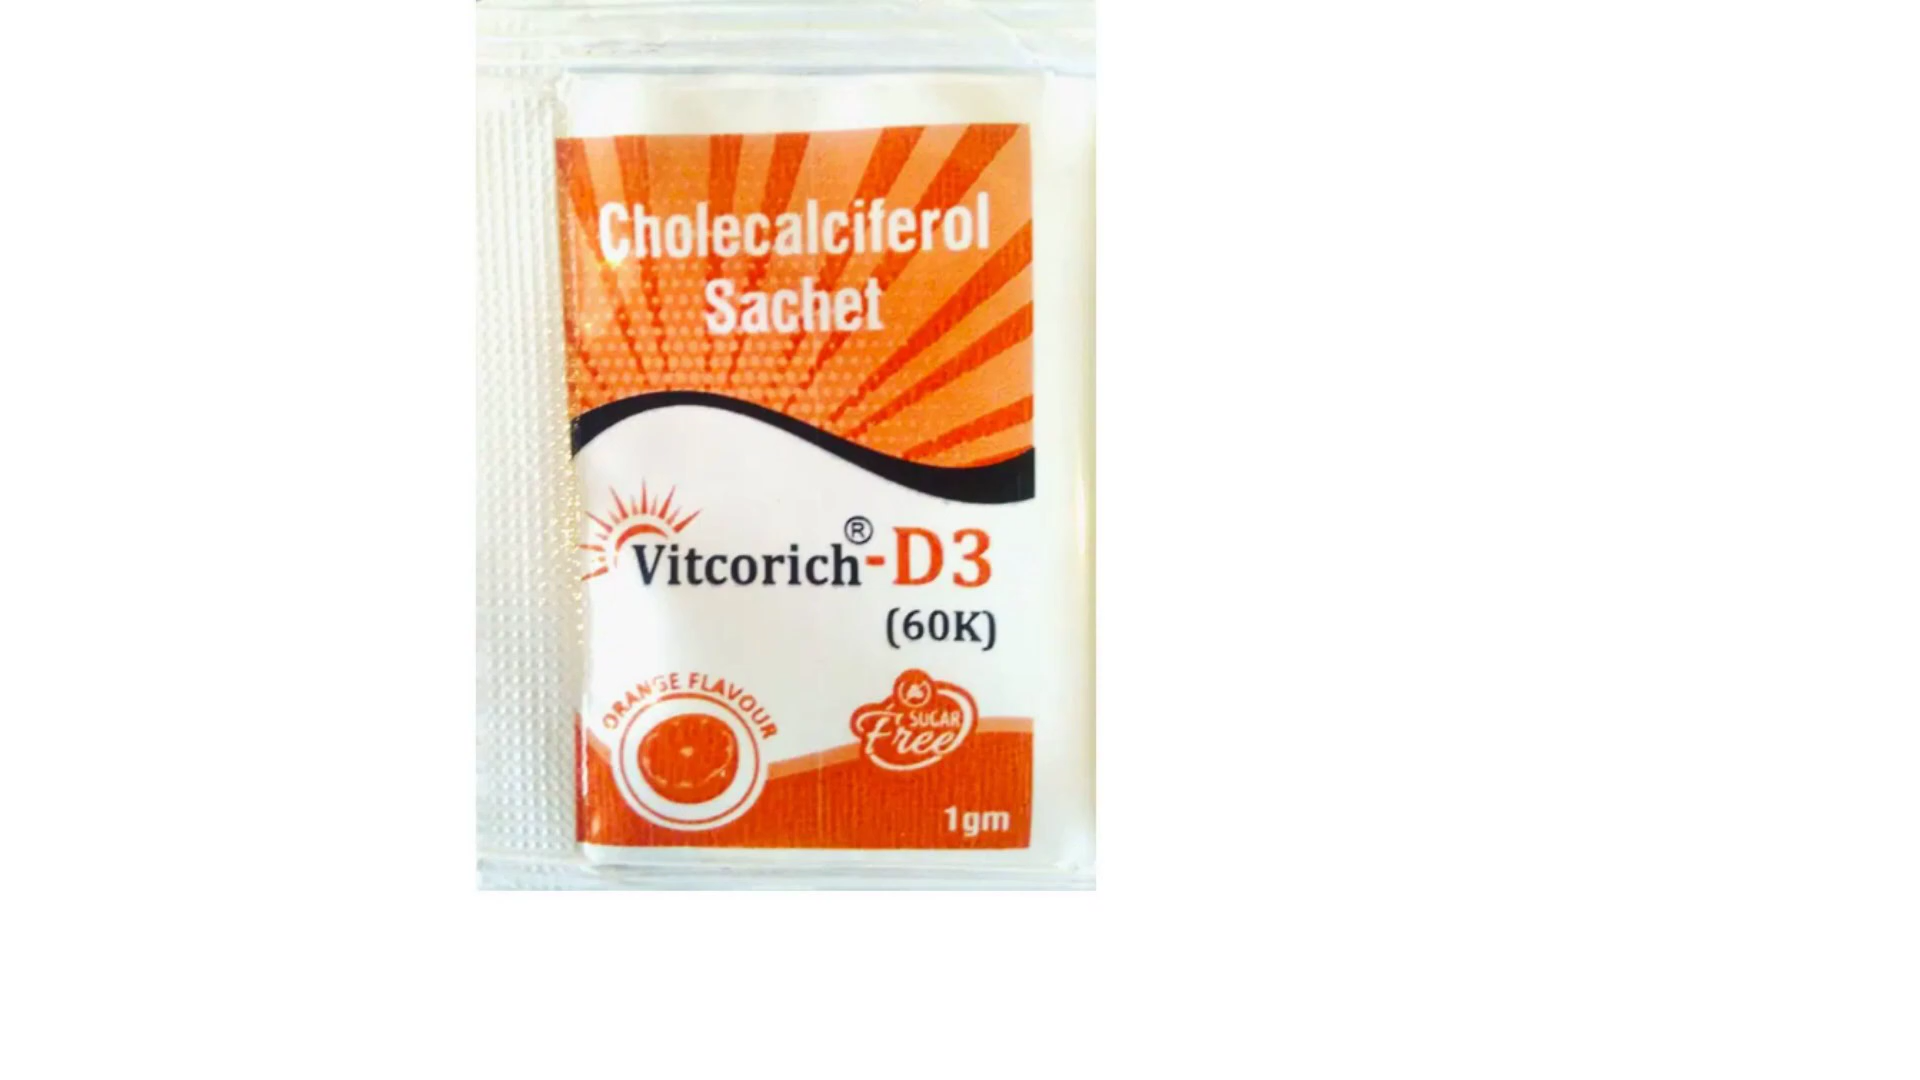 Cholecalciferol
Sachet
Vitcorich®-D3
(60K)
ORANGE FLAVOUR
SUGAR
Free
1gm